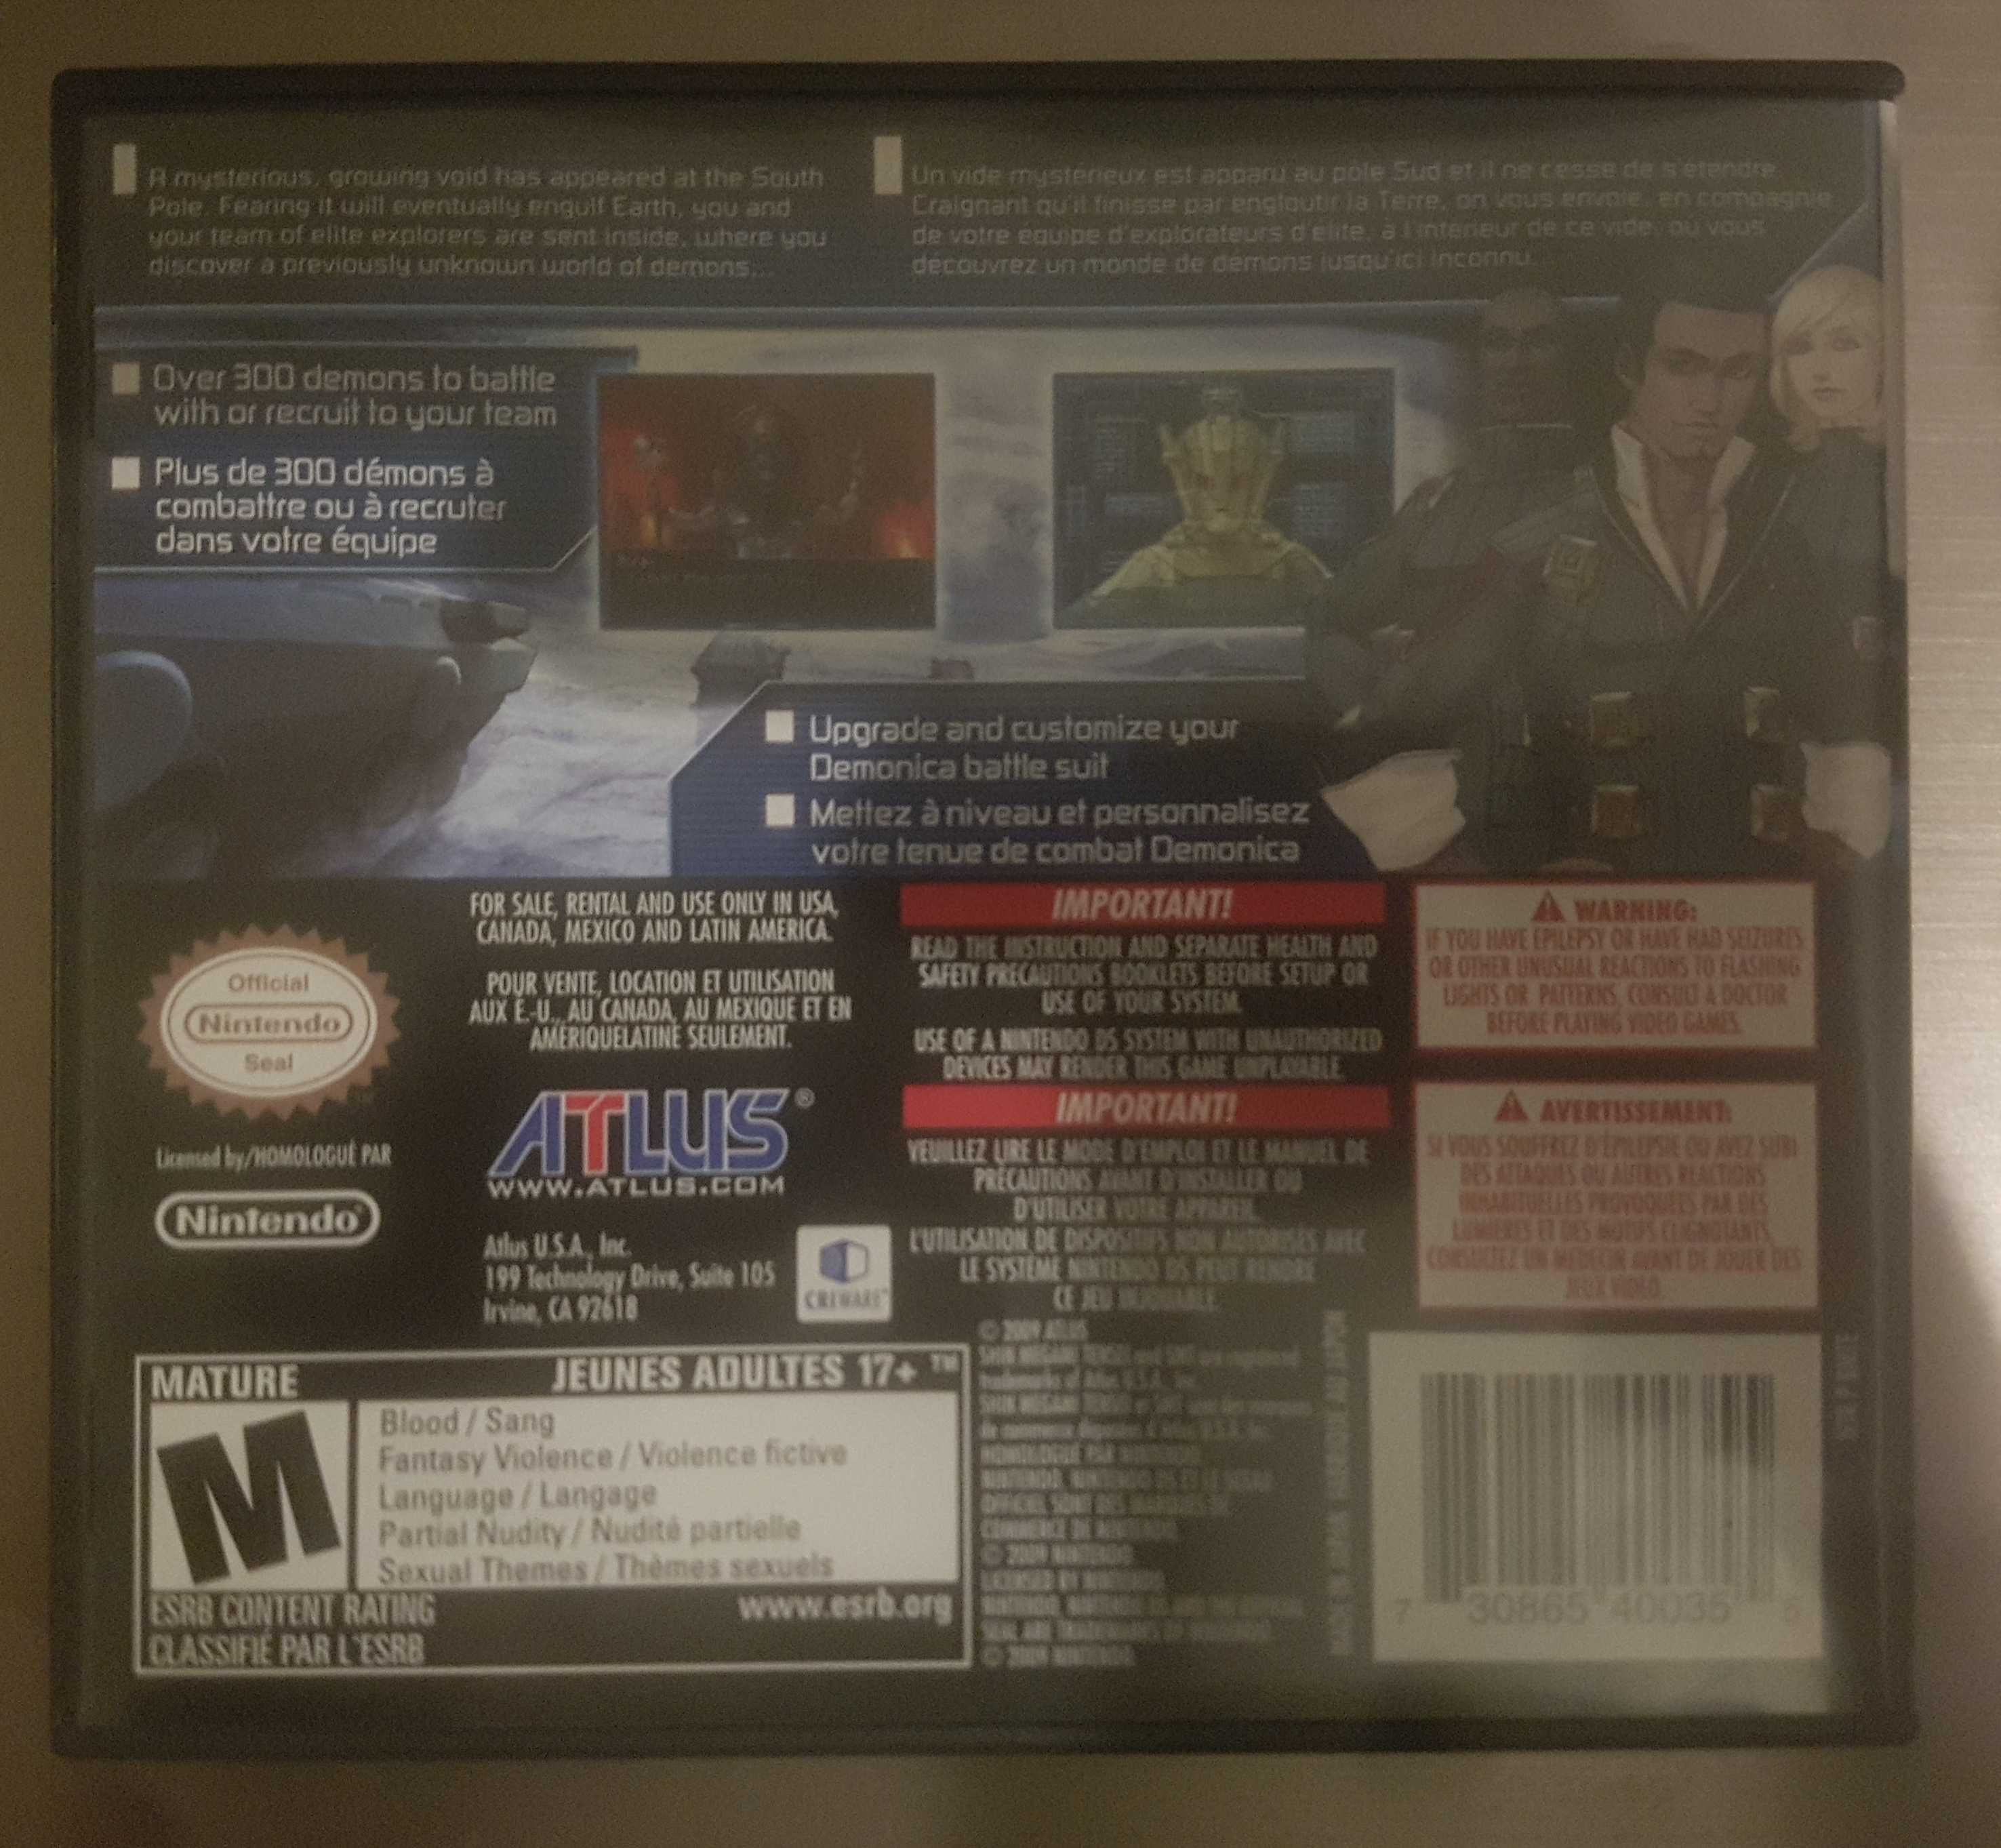 A mysterious, growing void has appeared at the South
Pole. Fearing it will eventually engulf Earth, you and
your team of elite explorers are sent inside, where you
discover a previously unknown world of demons...
Un vide mystérieux est apparu au pôle Sud et il ne cesse de s'étendre.
Craignant qu'il finisse par engloutir la Terre, on vous envoie, en compagnie
de votre équipe d'explorateurs d'élite, à l'intérieur de ce vide, où vous
découvrez un monde de démons jusqu'ici inconnu...
Over 300 demons to battle
with or recruit to your team
Plus de 300 démons à
combattre ou à recruter
dans votre équipe
Upgrade and customize your
Demonica battle suit
Mettez à niveau et personnalisez
votre tenue de combat Demonica
Official
Nintendo
Seal
Licensed by/HOMOLOGUÉ PAR
Nintendo
FOR SALE, RENTAL AND USE ONLY IN USA,
CANADA, MEXICO AND LATIN AMERICA.
POUR VENTE, LOCATION ET UTILISATION
AUX É.-U., AU CANADA, AU MEXIQUE ET EN
AMÉRIQUELATINE SEULEMENT.
ATLUS®
WWW.ATLUS.COM
Atlus U.S.A., Inc.
199 Technology Drive, Suite 105
Irvine, CA 92618
CRIWARE
IMPORTANT!
READ THE INSTRUCTION AND SEPARATE HEALTH AND
SAFETY PRECAUTIONS BOOKLETS BEFORE SETUP OR
USE OF YOUR SYSTEM.
USE OF A NINTENDO DS SYSTEM WITH UNAUTHORIZED
DEVICES MAY RENDER THIS GAME UNPLAYABLE.
IMPORTANT!
VEUILLEZ LIRE LE MODE D'EMPLOI ET LE MANUEL DE
PRÉCAUTIONS AVANT D'INSTALLER OU
D'UTILISER VOTRE APPAREIL.
L'UTILISATION DE DISPOSITIFS NON AUTORISÉS AVEC
LE SYSTÈME NINTENDO DS PEUT RENDRE
CE JEU INJOUABLE.
WARNING:
IF YOU HAVE EPILEPSY OR HAVE HAD SEIZURES
OR OTHER UNUSUAL REACTIONS TO FLASHING
LIGHTS OR PATTERNS, CONSULT A DOCTOR
BEFORE PLAYING VIDEO GAMES.
AVERTISSEMENT:
SI VOUS SOUFFREZ D'ÉPILEPSIE OU AVEZ SUBI
DES ATTAQUES OU AUTRES RÉACTIONS
INHABITUELLES PROVOQUÉES PAR DES
LUMIÈRES ET DES MOTIFS CLIGNOTANTS,
CONSULTEZ UN MÉDECIN AVANT DE JOUER DES
JEUX VIDÉO.
MATURE JEUNES ADULTES 17+ ™
M
Blood / Sang
Fantasy Violence / Violence fictive
Language / Langage
Partial Nudity / Nudité partielle
Sexual Themes / Thèmes sexuels
ESRB CONTENT RATING www.esrb.org
CLASSIFIÉ PAR L'ESRB
© 2009 ATLUS
SHIN MEGAMI TENSEI and SMT are registered
trademarks of Atlus U.S.A., Inc.
HOMOLOGUÉ PAR NINTENDO.
© 2009 NINTENDO.
LICENSED BY NINTENDO.
© 2009 NINTENDO.
7 30865 40035 5